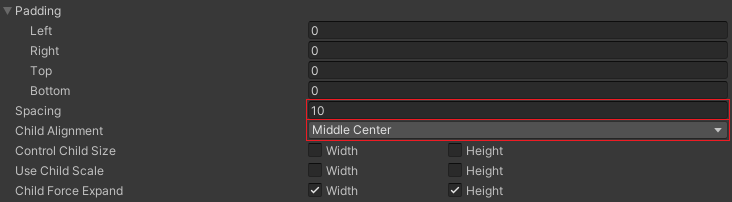 Padding
Left 0
Right 0
Top 0
Bottom 0
Spacing 10
Child Alignment Middle Center
Control Child Size Width Height
Use Child Scale Width Height
Child Force Expand Width Height